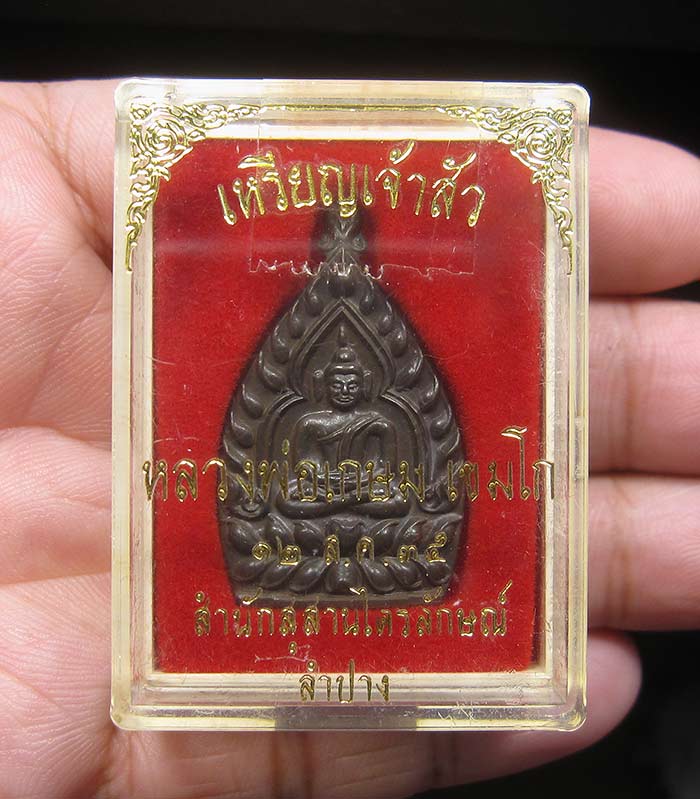 เหรียญเจ้าสัว
หลวงพ่อเกษม เขมโก
๑๒ ส.ค.๓๕
สำนักสุสานไตรลักษณ์
ลำปาง